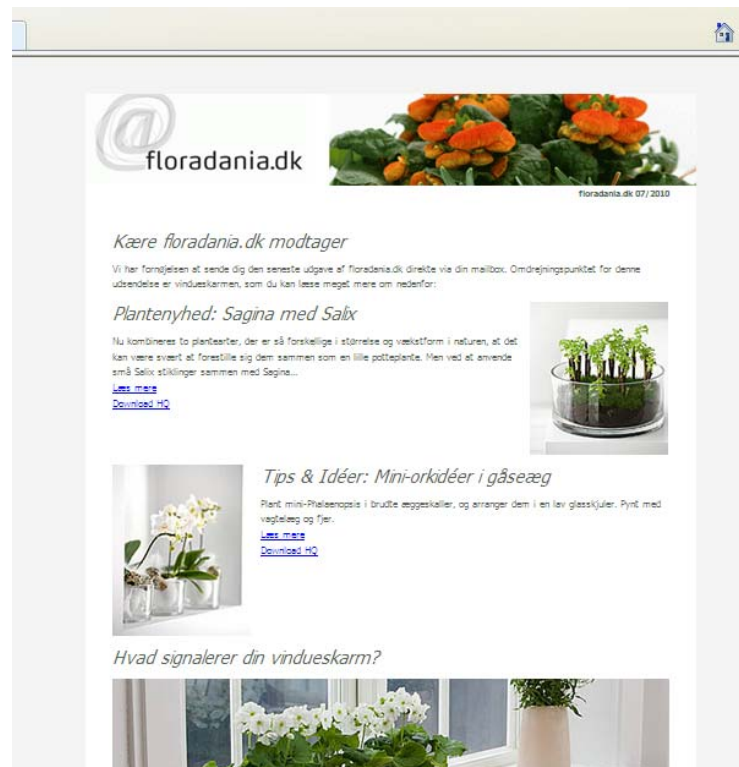 @
floradania.dk
floradania.dk 07/2010
Kære floradania.dk modtager
Vi har fornøjelsen at sende dig den seneste udgave af floradania.dk direkte via din mailbox. Omdrejningspunktet for denne
udsendelse er vindueskarmen, som du kan læse meget mere om nedenfor:
Plantenyhed: Sagina med Salix
Nu kombineres to plantearter, der er så forskellige i størrelse og vækstform i naturen, at det
kan være svært at forestille sig dem sammen som en lille potteplante. Men ved at anvende
små Salix stiklinger sammen med Sagina...
Læs mere
Download HQ
Tips & Idéer: Mini-orkidéer i gåseæg
Plant mini-Phalaenopsis i brudte æggeskaller, og arranger dem i en lav glasskjuler. Pynt med
vagtelæg og fjer.
Læs mere
Download HQ
Hvad signalerer din vindueskarm?